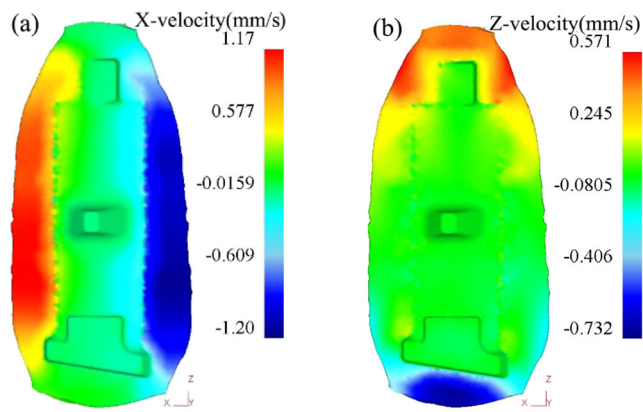 (a)
X-velocity(mm/s)
1.17
0.577
-0.0159
-0.609
-1.20
Z
X
Y
(b)
Z-velocity(mm/s)
0.571
0.245
-0.0805
-0.406
-0.732
Z
X
Y